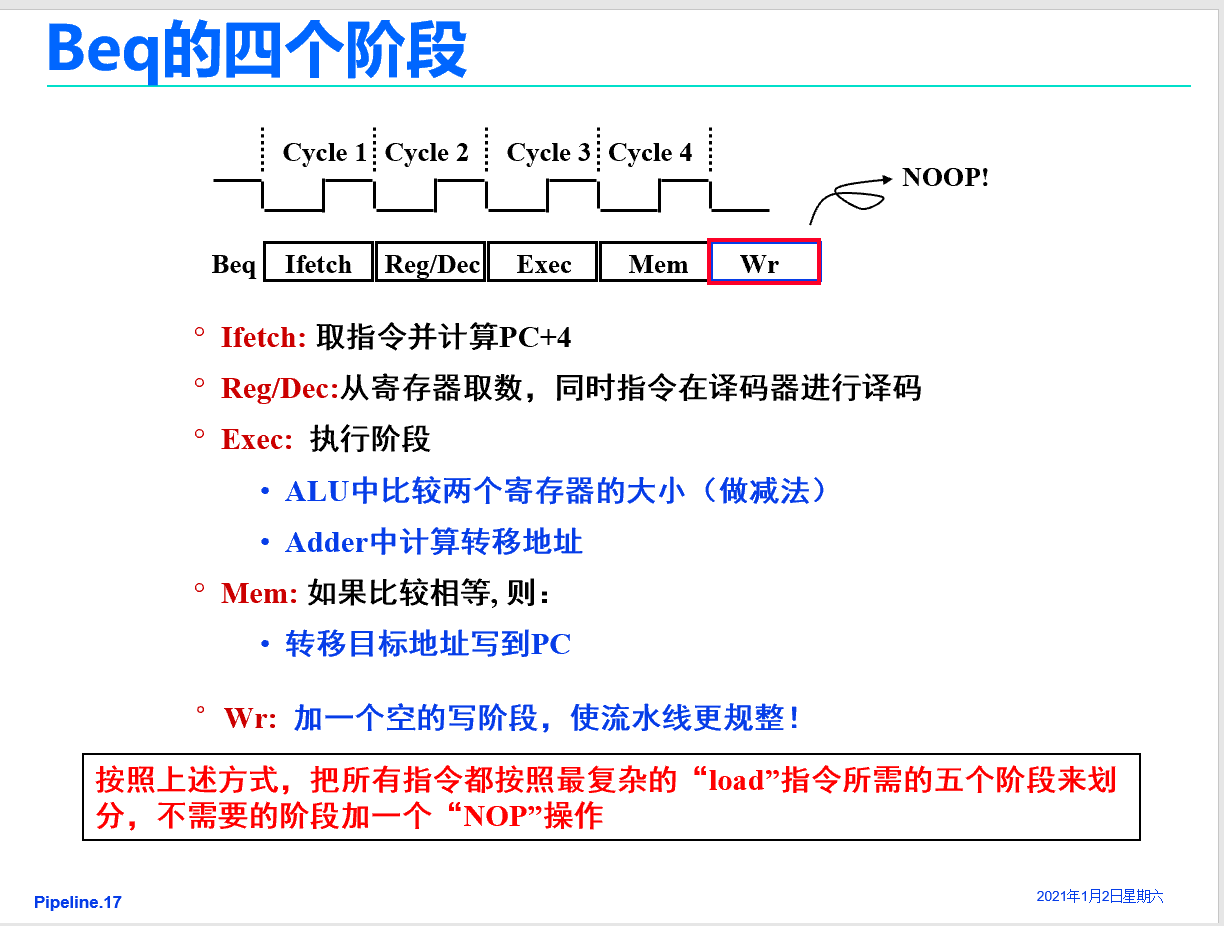 Beq的四个阶段
Cycle 1 Cycle 2 Cycle 3 Cycle 4
NOOP!
Beq Ifetch Reg/Dec Exec Mem Wr
° Ifetch: 取指令并计算PC+4
° Reg/Dec:从寄存器取数，同时指令在译码器进行译码
° Exec: 执行阶段
• ALU中比较两个寄存器的大小（做减法）
• Adder中计算转移地址
° Mem: 如果比较相等, 则：
• 转移目标地址写到PC
° Wr: 加一个空的写阶段，使流水线更规整！
按照上述方式，把所有指令都按照最复杂的“load”指令所需的五个阶段来划
分，不需要的阶段加一个“NOP”操作
Pipeline.17
2021年1月2日星期六